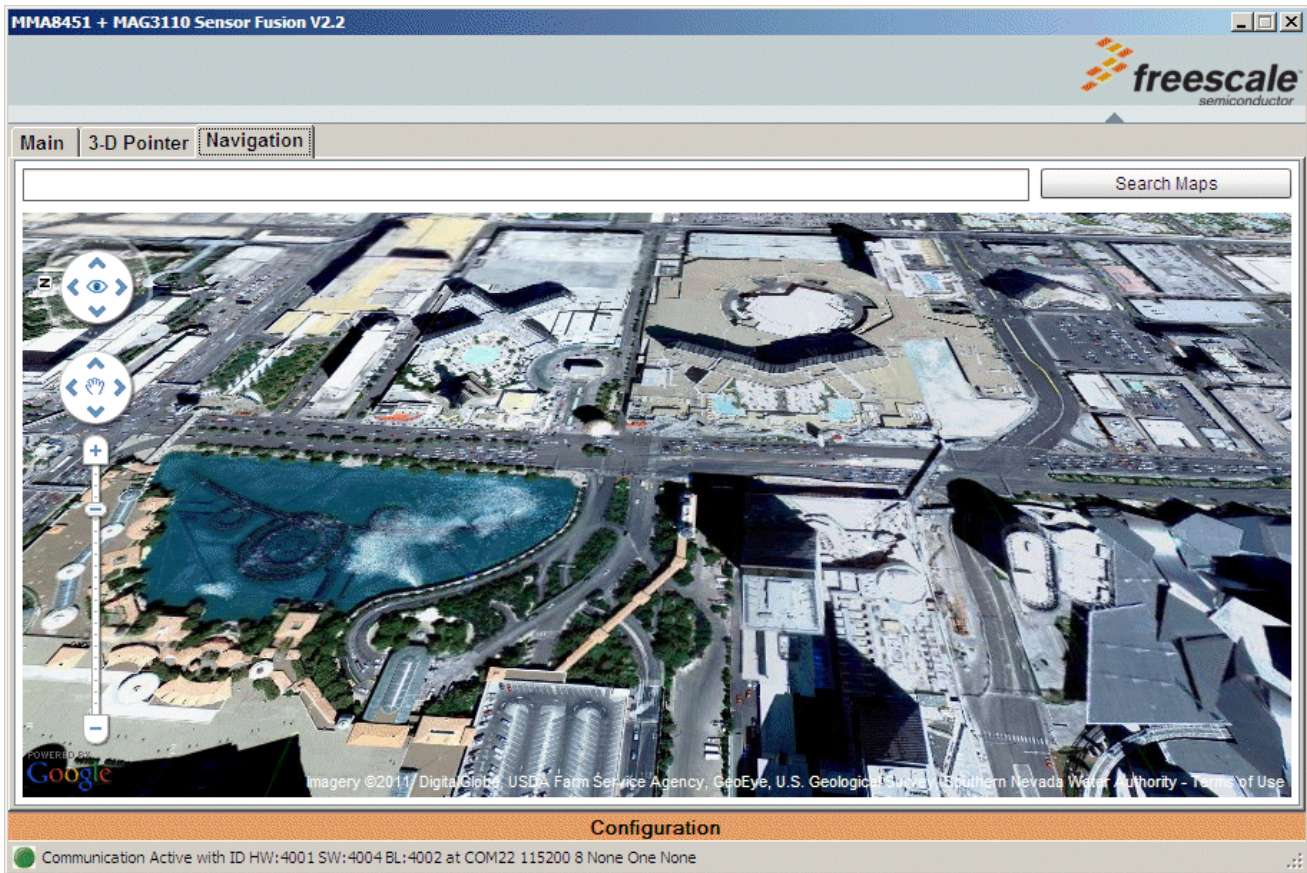 MMA8451 + MAG3110 Sensor Fusion V2.2
freescale
semiconductor
Main
3-D Pointer
Navigation
Search Maps
N
POWERED BY
Google
Imagery ©2011, DigitalGlobe, USDA Farm Service Agency, GeoEye, U.S. Geological Survey, Southern Nevada Water Authority - Terms of Use
Configuration
Communication Active with ID HW:4001 SW:4004 BL:4002 at COM22 115200 8 None One None